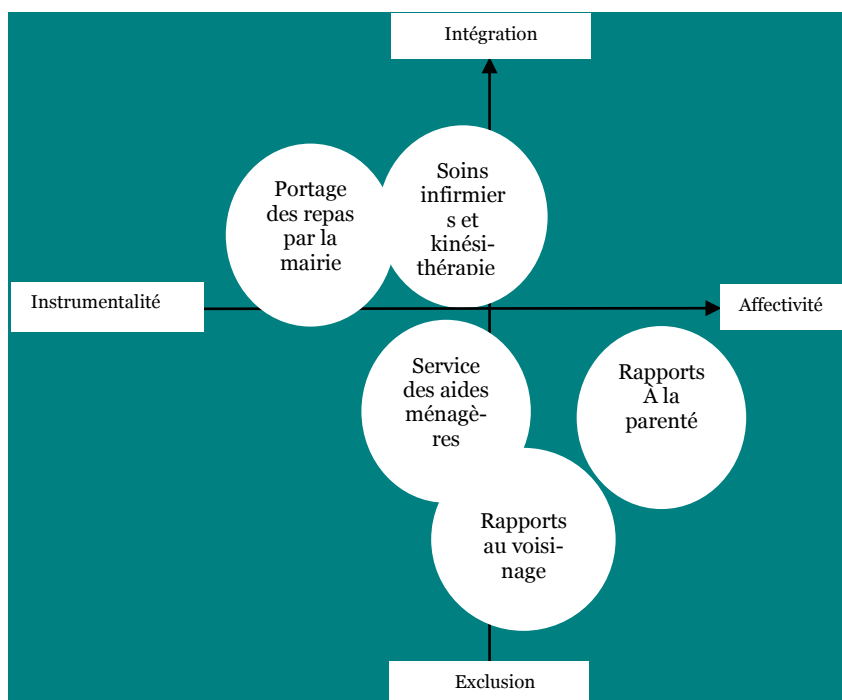 Intégration
Portage
des repas
par la
mairie
Soins
infirmier
s et
kinési-
thérapie
Instrumentalité
Affectivité
Service
des aides
ménagè-
res
Rapports
À la
parenté
Rapports
au voisi-
nage
Exclusion